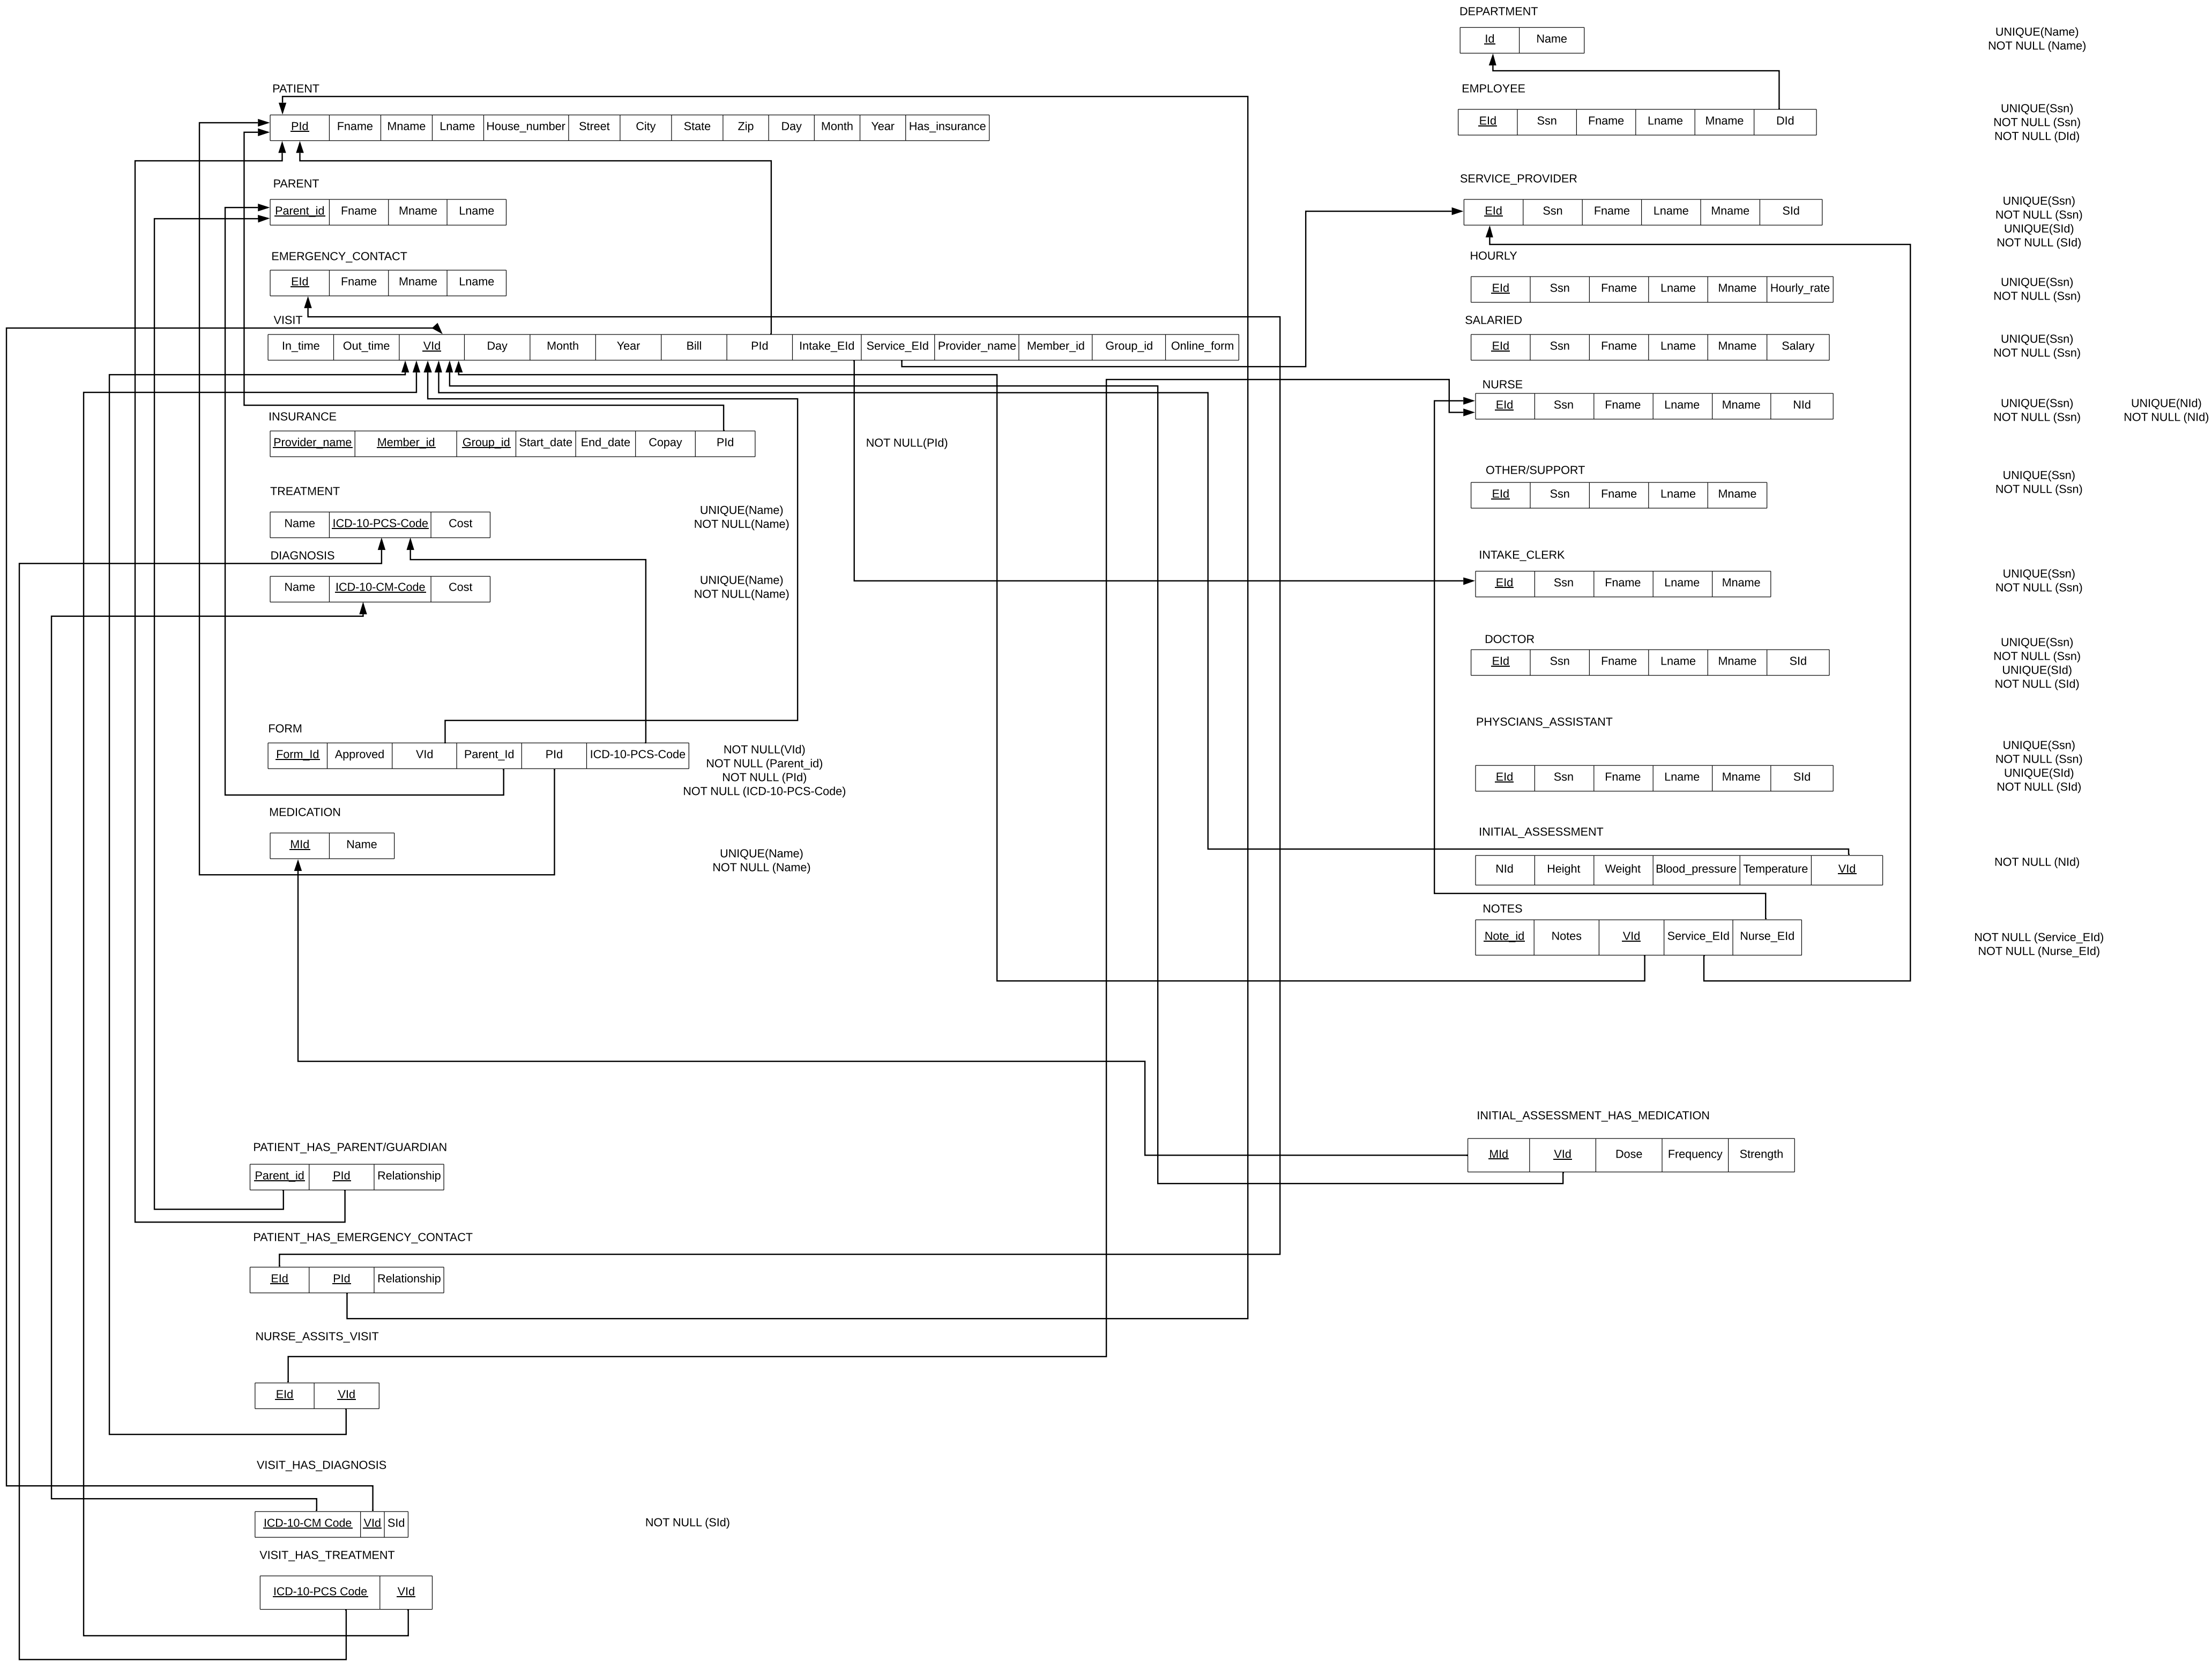 DEPARTMENT
Id Name
UNIQUE(Name)
NOT NULL (Name)
PATIENT
PId Fname Mname Lname House_number Street City State Zip Day Month Year Has_insurance
EMPLOYEE
EId Ssn Fname Lname Mname DId
UNIQUE(Ssn)
NOT NULL (Ssn)
NOT NULL (DId)
PARENT
Parent_id Fname Mname Lname
SERVICE_PROVIDER
EId Ssn Fname Lname Mname SId
UNIQUE(Ssn)
NOT NULL (Ssn)
UNIQUE(SId)
NOT NULL (SId)
EMERGENCY_CONTACT
EId Fname Mname Lname
HOURLY
EId Ssn Fname Lname Mname Hourly_rate
UNIQUE(Ssn)
NOT NULL (Ssn)
VISIT
In_time Out_time VId Day Month Year Bill PId Intake_EId Service_EId Provider_name Member_id Group_id Online_form
SALARIED
EId Ssn Fname Lname Mname Salary
UNIQUE(Ssn)
NOT NULL (Ssn)
NURSE
EId Ssn Fname Lname Mname NId
UNIQUE(Ssn)
NOT NULL (Ssn)
UNIQUE(NId)
NOT NULL (NId)
INSURANCE
Provider_name Member_id Group_id Start_date End_date Copay PId
NOT NULL(PId)
OTHER/SUPPORT
EId Ssn Fname Lname Mname
UNIQUE(Ssn)
NOT NULL (Ssn)
TREATMENT
Name ICD-10-PCS-Code Cost
UNIQUE(Name)
NOT NULL(Name)
DIAGNOSIS
Name ICD-10-CM-Code Cost
UNIQUE(Name)
NOT NULL(Name)
INTAKE_CLERK
EId Ssn Fname Lname Mname
UNIQUE(Ssn)
NOT NULL (Ssn)
DOCTOR
EId Ssn Fname Lname Mname SId
UNIQUE(Ssn)
NOT NULL (Ssn)
UNIQUE(SId)
NOT NULL (SId)
FORM
Form_Id Approved VId Parent_Id PId ICD-10-PCS-Code
NOT NULL(VId)
NOT NULL (Parent_id)
NOT NULL (PId)
NOT NULL (ICD-10-PCS-Code)
PHYSCIANS_ASSISTANT
EId Ssn Fname Lname Mname SId
UNIQUE(Ssn)
NOT NULL (Ssn)
UNIQUE(SId)
NOT NULL (SId)
MEDICATION
MId Name
UNIQUE(Name)
NOT NULL (Name)
INITIAL_ASSESSMENT
NId Height Weight Blood_pressure Temperature VId
NOT NULL (NId)
NOTES
Note_id Notes VId Service_EId Nurse_EId
NOT NULL (Service_EId)
NOT NULL (Nurse_EId)
INITIAL_ASSESSMENT_HAS_MEDICATION
MId VId Dose Frequency Strength
PATIENT_HAS_PARENT/GUARDIAN
Parent_id PId Relationship
PATIENT_HAS_EMERGENCY_CONTACT
EId PId Relationship
NURSE_ASSITS_VISIT
EId VId
VISIT_HAS_DIAGNOSIS
ICD-10-CM Code VId SId
NOT NULL (SId)
VISIT_HAS_TREATMENT
ICD-10-PCS Code VId